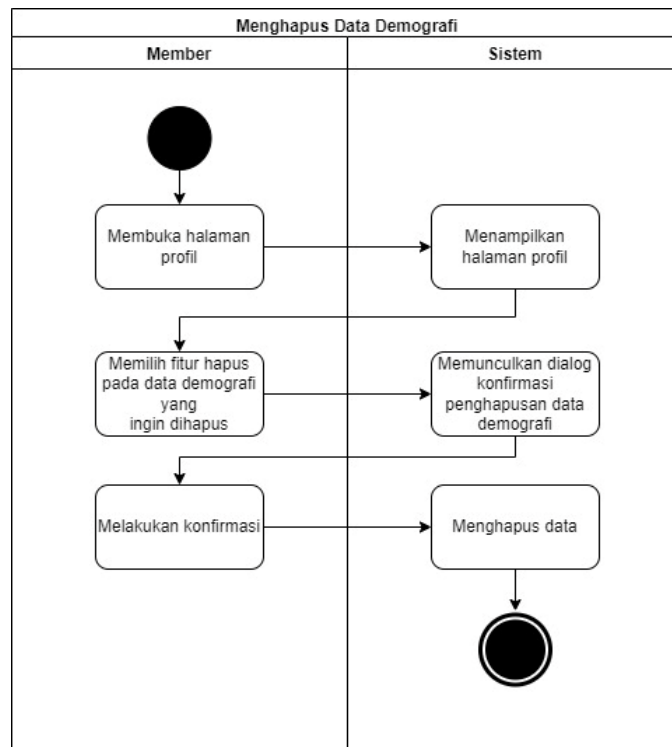 Menghapus Data Demografi
Member
Sistem
Membuka halaman
profil
Menampilkan
halaman profil
Memilih fitur hapus
pada data demografi
yang
ingin dihapus
Memunculkan dialog
konfirmasi
penghapusan data
demografi
Melakukan konfirmasi
Menghapus data